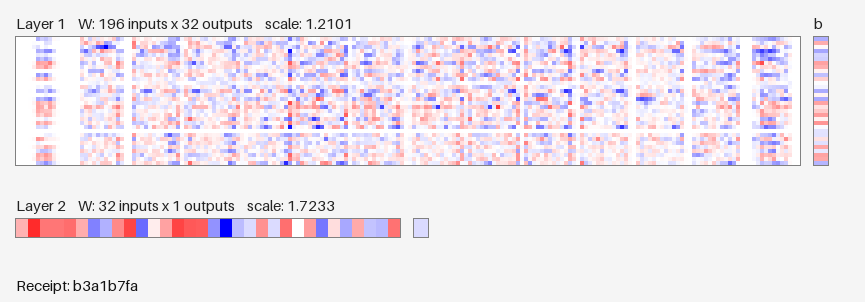 Layer 1 W: 196 inputs x 32 outputs scale: 1.2101 b
Layer 2 W: 32 inputs x 1 outputs scale: 1.7233
Receipt: b3a1b7fa